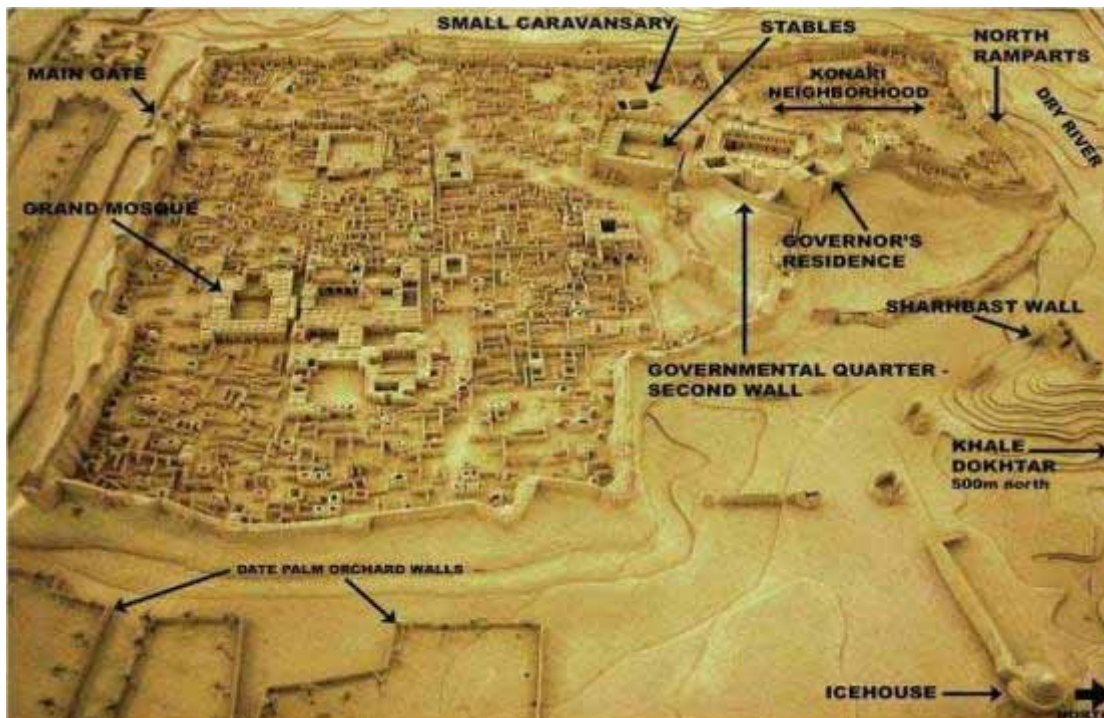 SMALL CARAVANSARY
STABLES
NORTH
RAMPARTS
MAIN GATE
KONARI
NEIGHBORHOOD
DRY RIVER
GRAND MOSQUE
GOVERNOR'S
RESIDENCE
SHARHBAST WALL
GOVERNMENTAL QUARTER -
SECOND WALL
KHALE
DOKHTAR
500m north
DATE PALM ORCHARD WALLS
ICEHOUSE